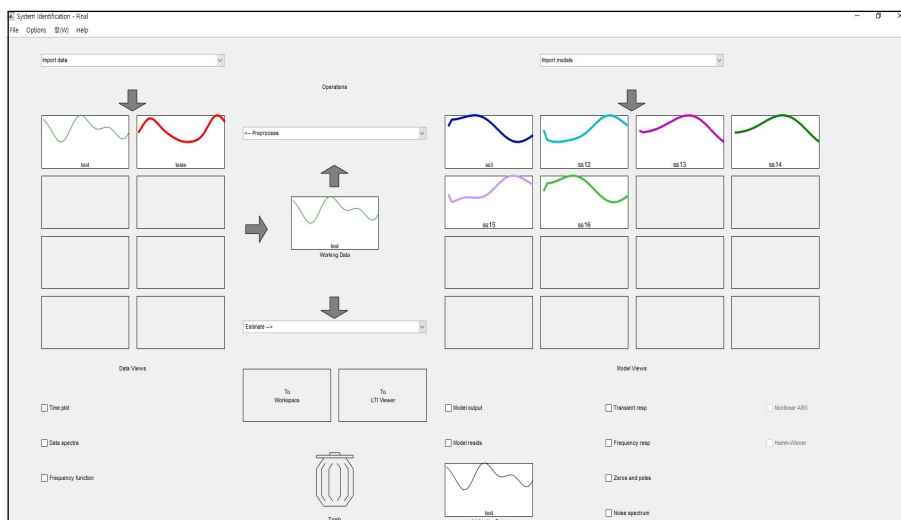 System Identification - Final
File Options 창(W) Help
Import data
Import models
Operations
<-- Preprocess
test
teste
ss3
ss12
ss13
ss14
ss15
ss16
test
Working Data
Estimate -->
Data Views
Model Views
To
Workspace
To
LTI Viewer
Time plot
Data spectra
Frequency function
Model output
Model resids
Transient resp
Frequency resp
Zeros and poles
Noise spectrum
Nonlinear ARX
Hamm-Wiener
Trash
test